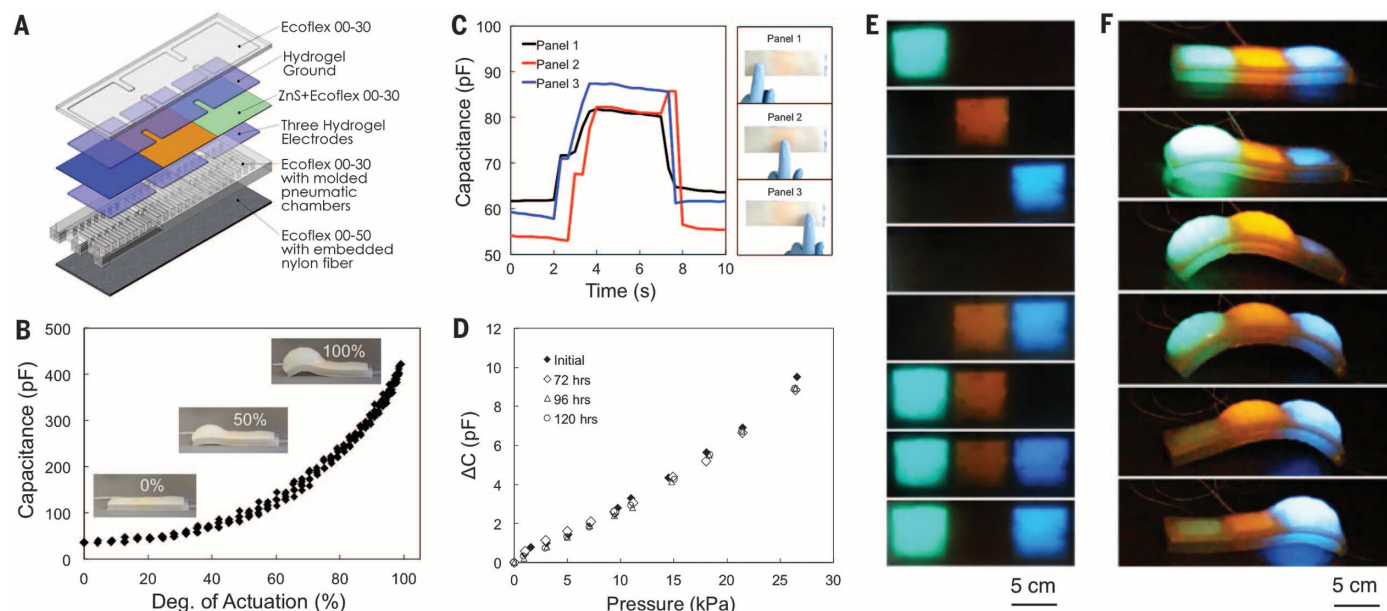 A
Ecoflex 00-30
Hydrogel
Ground
ZnS+Ecoflex 00-30
Three Hydrogel
Electrodes
Ecoflex 00-30
with molded
pneumatic
chambers
Ecoflex 00-50
with embedded
nylon fiber
B
500
400
300
200
100
0
Capacitance (pF)
0 20 40 60 80 100
Deg. of Actuation (%)
0%
50%
100%
C
100
90
80
70
60
50
Capacitance (pF)
Panel 1
Panel 2
Panel 3
0 2 4 6 8 10
Time (s)
Panel 1
Panel 2
Panel 3
D
12
10
8
6
4
2
0
ΔC (pF)
Initial
72 hrs
96 hrs
120 hrs
0 5 10 15 20 25 30
Pressure (kPa)
E
5 cm
F
5 cm